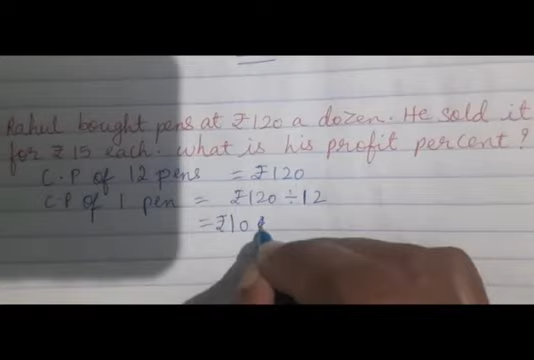 Rahul bought pens at ₹120 a dozen. He sold it
for ₹15 each. what is his profit percent?
C.P of 12 pens = ₹120
C.P of 1 pen = ₹120 ÷ 12
= ₹10